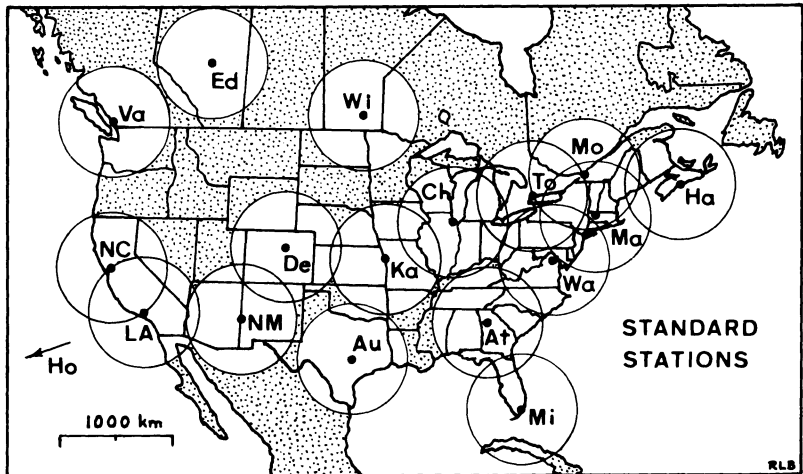 Ed
Va
Wi
Mo
Ch
To
Ha
Ma
NC
De
Ka
Wa
LA
NM
At
Au
Ho
STANDARD
STATIONS
Mi
1000 km
RLB